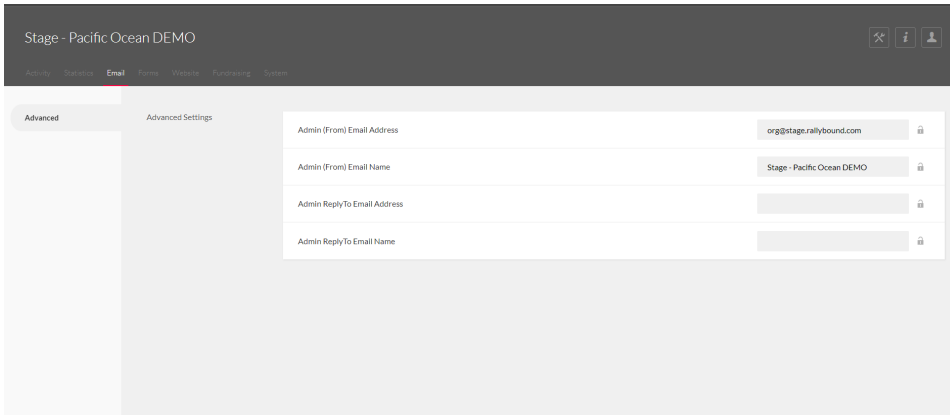 Stage - Pacific Ocean DEMO
Activity Statistics Email Forms Website Fundraising System
Advanced
Advanced Settings
Admin (From) Email Address org@stage.rallybound.com
Admin (From) Email Name Stage - Pacific Ocean DEMO
Admin ReplyTo Email Address
Admin ReplyTo Email Name